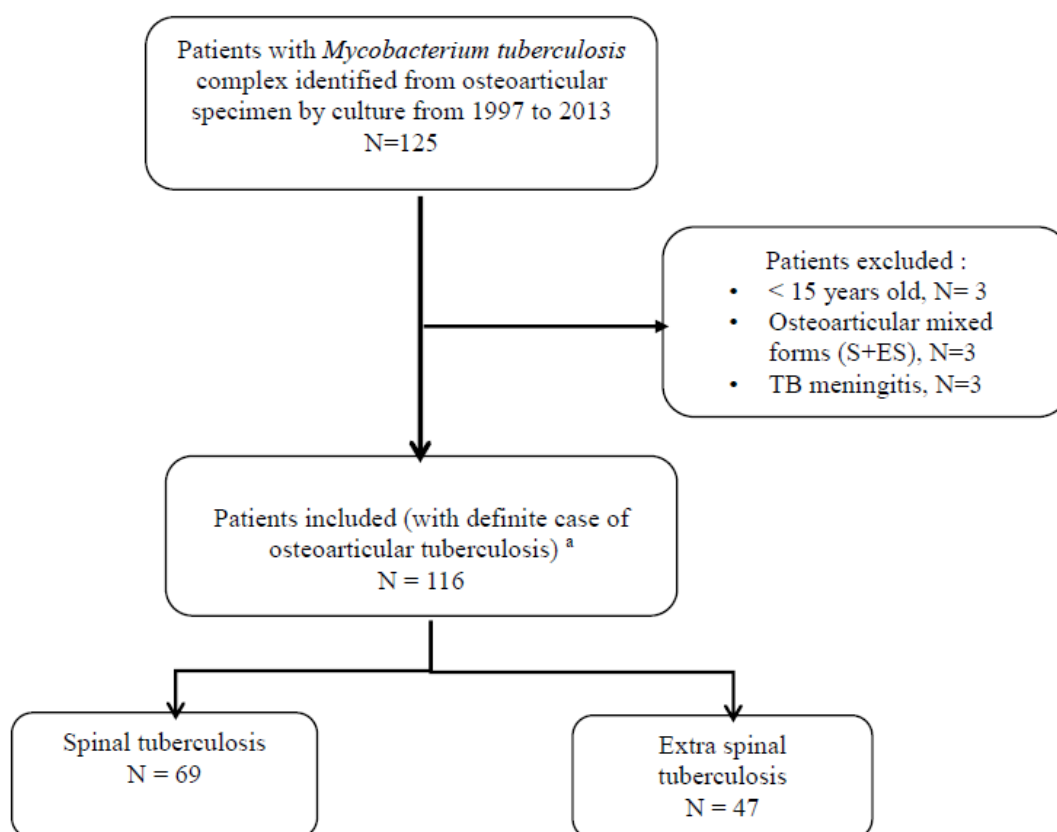 Patients with Mycobacterium tuberculosis
complex identified from osteoarticular
specimen by culture from 1997 to 2013
N=125
Patients excluded :
• < 15 years old, N= 3
• Osteoarticular mixed
forms (S+ES), N=3
• TB meningitis, N=3
Patients included (with definite case of
osteoarticular tuberculosis) a
N = 116
Spinal tuberculosis
N = 69
Extra spinal
tuberculosis
N = 47